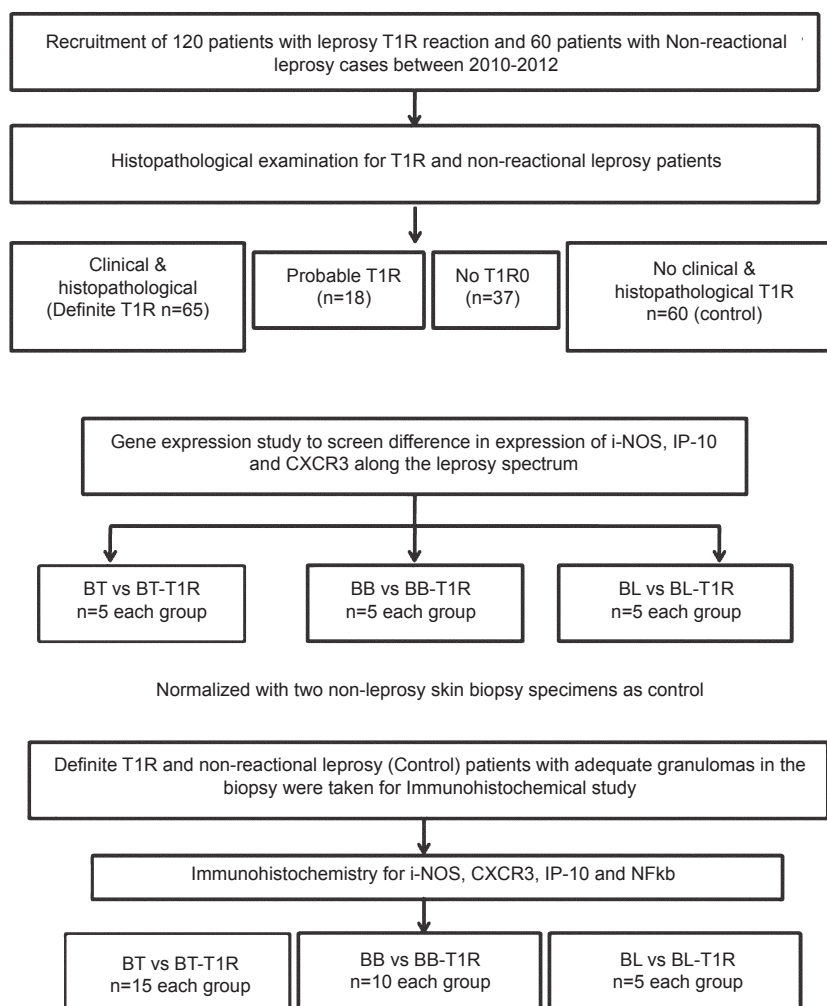 Recruitment of 120 patients with leprosy T1R reaction and 60 patients with Non-reactional
leprosy cases between 2010-2012
Histopathological examination for T1R and non-reactional leprosy patients
Clinical &
histopathological
(Definite T1R n=65)
Probable T1R
(n=18)
No T1R0
(n=37)
No clinical &
histopathological T1R
n=60 (control)
Gene expression study to screen difference in expression of i-NOS, IP-10
and CXCR3 along the leprosy spectrum
BT vs BT-T1R
n=5 each group
BB vs BB-T1R
n=5 each group
BL vs BL-T1R
n=5 each group
Normalized with two non-leprosy skin biopsy specimens as control
Definite T1R and non-reactional leprosy (Control) patients with adequate granulomas in the
biopsy were taken for Immunohistochemical study
Immunohistochemistry for i-NOS, CXCR3, IP-10 and NFkb
BT vs BT-T1R
n=15 each group
BB vs BB-T1R
n=10 each group
BL vs BL-T1R
n=5 each group